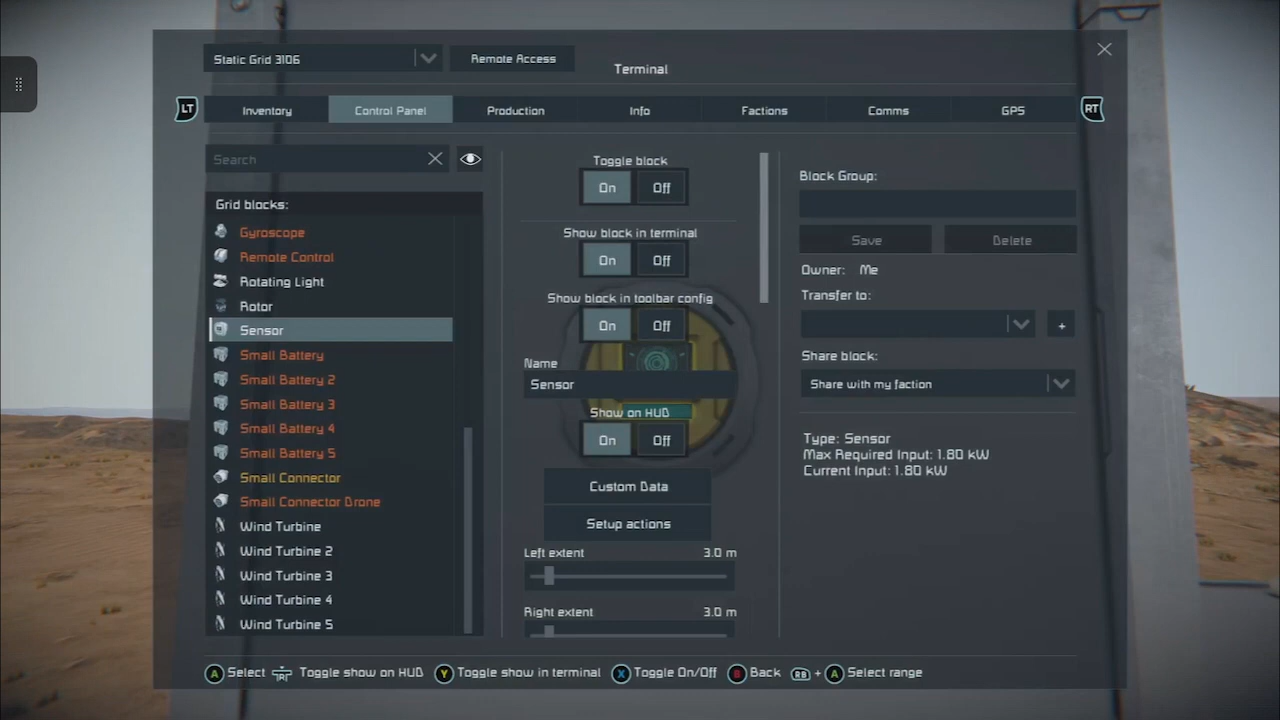 Static Grid 3106
Remote Access
Terminal
LT
Inventory
Control Panel
Production
Info
Factions
Comms
GPS
RT
Search
Grid blocks:
Gyroscope
Remote Control
Rotating Light
Rotor
Sensor
Small Battery
Small Battery 2
Small Battery 3
Small Battery 4
Small Battery 5
Small Connector
Small Connector Drone
Wind Turbine
Wind Turbine 2
Wind Turbine 3
Wind Turbine 4
Wind Turbine 5
Toggle block
On Off
Show block in terminal
On Off
Show block in toolbar config
On Off
Name
Sensor
Show on HUD
On Off
Custom Data
Setup actions
Left extent 3.0 m
Right extent 3.0 m
Block Group:
Save Delete
Owner: Me
Transfer to:
+
Share block:
Share with my faction
Type: Sensor
Max Required Input: 1.80 kW
Current Input: 1.80 kW
A Select Toggle show on HUD Y Toggle show in terminal X Toggle On/Off B Back RB + A Select range